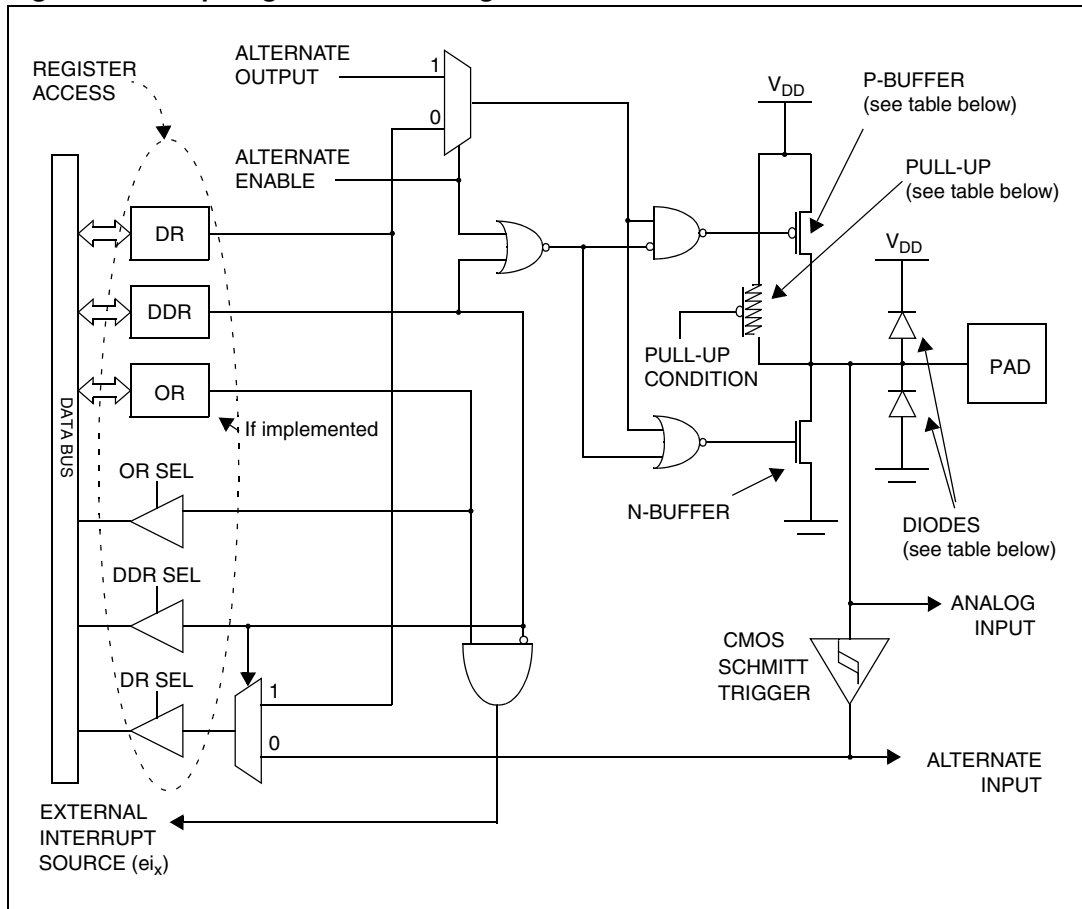 ALTERNATE
OUTPUT
1
0
REGISTER
ACCESS
ALTERNATE
ENABLE
VDD
P-BUFFER
(see table below)
PULL-UP
(see table below)
DR
DDR
OR
If implemented
DATA BUS
PULL-UP
CONDITION
VDD
PAD
N-BUFFER
DIODES
(see table below)
OR SEL
DDR SEL
DR SEL
1
0
ANALOG
INPUT
CMOS
SCHMITT
TRIGGER
ALTERNATE
INPUT
EXTERNAL
INTERRUPT
SOURCE (eix)